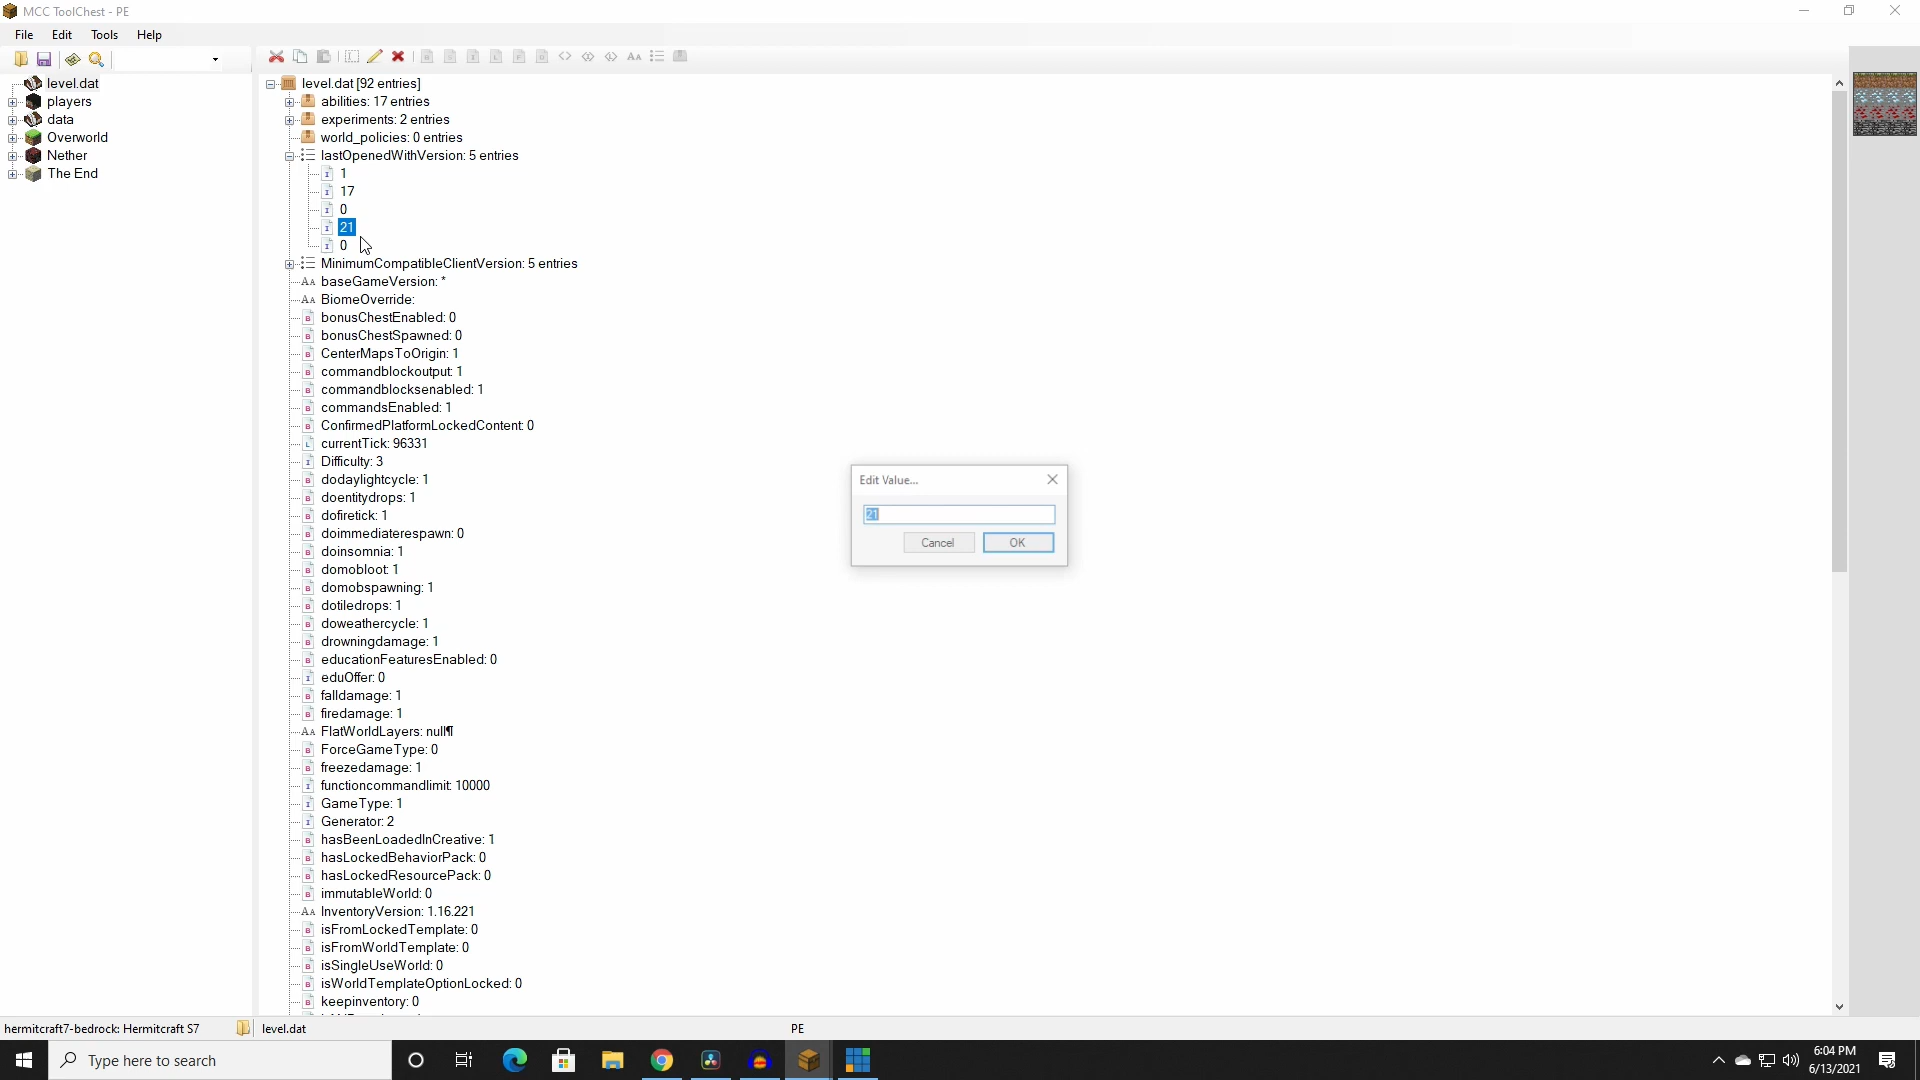 MCC ToolChest - PE
File Edit Tools Help
level.dat
players
data
Overworld
Nether
The End
level.dat [92 entries]
abilities: 17 entries
experiments: 2 entries
world_policies: 0 entries
lastOpenedWithVersion: 5 entries
1
17
0
21
0
MinimumCompatibleClientVersion: 5 entries
baseGameVersion: *
BiomeOverride:
bonusChestEnabled: 0
bonusChestSpawned: 0
CenterMapsToOrigin: 1
commandblockoutput: 1
commandblocksenabled: 1
commandsEnabled: 1
ConfirmedPlatformLockedContent: 0
currentTick: 96331
Difficulty: 3
dodaylightcycle: 1
doentitydrops: 1
dofiretick: 1
doimmediaterespawn: 0
doinsomnia: 1
domobloot: 1
domobspawning: 1
dotiledrops: 1
doweathercycle: 1
drowningdamage: 1
educationFeaturesEnabled: 0
eduOffer: 0
falldamage: 1
firedamage: 1
FlatWorldLayers: null¶
ForceGameType: 0
freezedamage: 1
functioncommandlimit: 10000
GameType: 1
Generator: 2
hasBeenLoadedInCreative: 1
hasLockedBehaviorPack: 0
hasLockedResourcePack: 0
immutableWorld: 0
InventoryVersion: 1.16.221
isFromLockedTemplate: 0
isFromWorldTemplate: 0
isSingleUseWorld: 0
isWorldTemplateOptionLocked: 0
keepinventory: 0
Edit Value...
21
Cancel OK
hermitcraft7-bedrock: Hermitcraft S7 level.dat PE
Type here to search
6:04 PM
6/13/2021